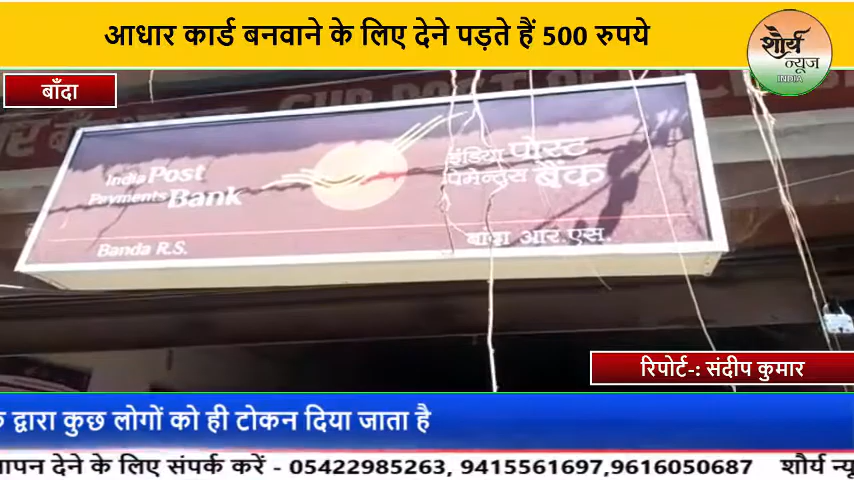 आधार कार्ड बनवाने के लिए देने पड़ते हैं 500 रुपये
शौर्य
न्यूज
INDIA
बाँदा
India Post
Payments Bank
इंडिया पोस्ट
पेमेन्ट्स बैंक
Banda R.S.
बांदा आर.एस.
रिपोर्ट-: संदीप कुमार
द्वारा कुछ लोगों को ही टोकन दिया जाता है
देने के लिए संपर्क करें - 05422985263, 9415561697,9616050687 शौर्य